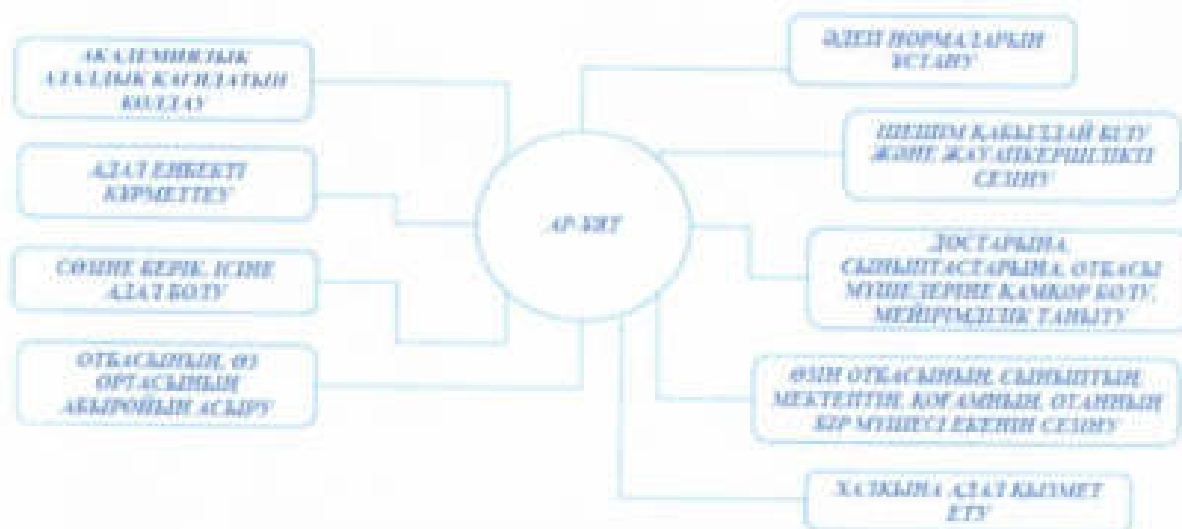 АКАДЕМИЯЛЫҚ
АДАЛДЫҚ ҚАҒИДАТЫН
ҚОЛДАУ
АДАЛ ЕҢБЕКТІ
ҚҰРМЕТТЕУ
СӨЗІНЕ БЕРІК, ІСІНЕ
АДАЛ БОЛУ
ОТБАСЫНЫҢ, ӨЗ
ОРТАСЫНЫҢ
АБЫРОЙЫН АСЫРУ
АР-ҰЯТ
ӘДЕП НОРМАЛАРЫН
ҰСТАНУ
ШЕШІМ ҚАБЫЛДАЙ БІЛУ
ЖӘНЕ ЖАУАПКЕРШІЛІКТІ
СЕЗІНУ
ДОСТАРЫНА,
СЫНЫПТАСТАРЫНА, ОТБАСЫ
МҮШЕЛЕРІНЕ ҚАМҚОР БОЛУ,
МЕЙІРІМДІЛІК ТАНЫТУ
ӨЗІН ОТБАСЫНЫҢ, СЫНЫПТЫҢ,
МЕКТЕПТІҢ, ҚОҒАМНЫҢ, ОТАННЫҢ
БІР МҮШЕСІ ЕКЕНІН СЕЗІНУ
ХАЛҚЫНА АДАЛ ҚЫЗМЕТ
ЕТУ